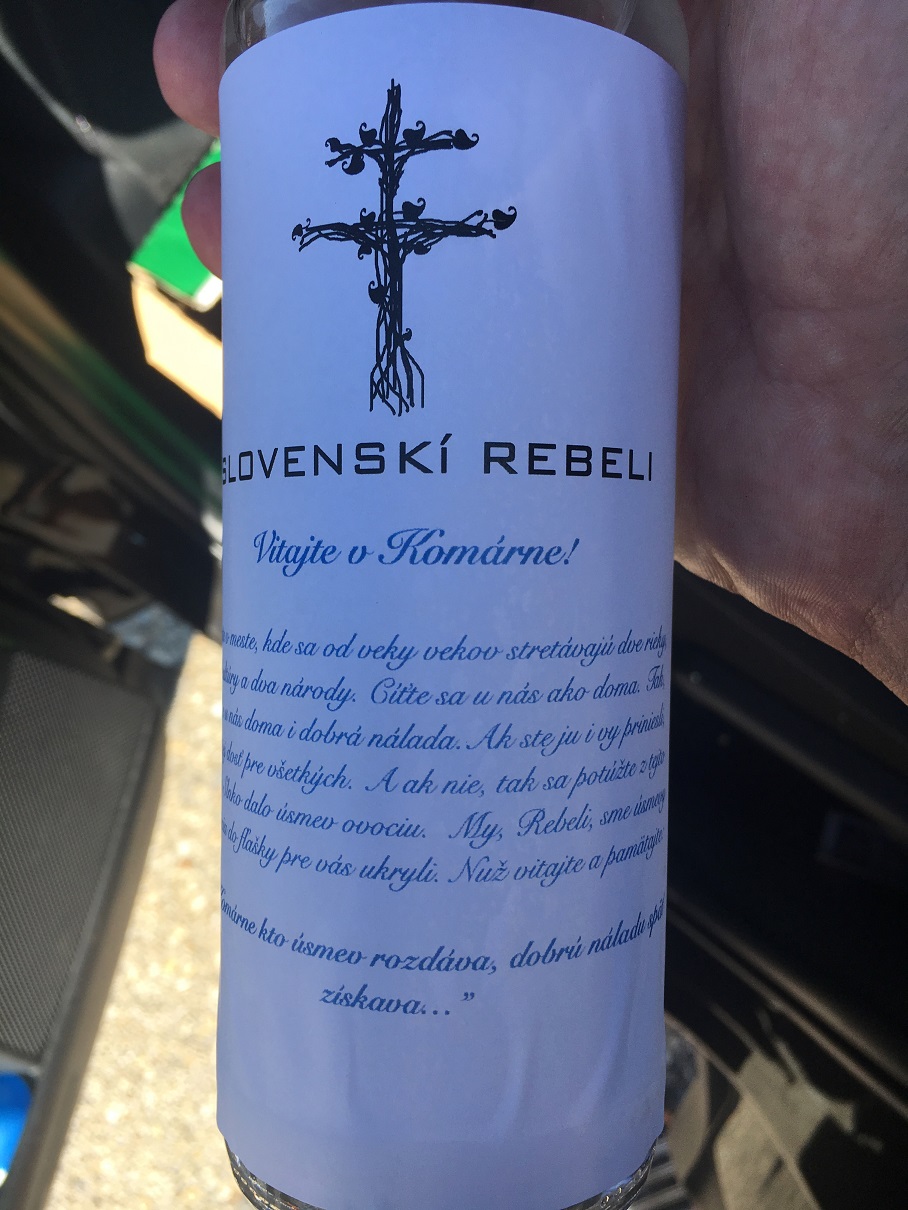 SLOVENSKÍ REBELI
Vitajte v Komárne!
meste, kde sa od veky vekov stretávajú dve rieky,
a dva národy. Cíťte sa u nás ako doma. Tak,
u nás doma i dobrá nálada. Ak ste ju i vy priniesli,
dosť pre všetkých. A ak nie, tak sa potúžte z tejto
Slnko dalo úsmev ovociu. My, Rebeli, sme úsmevy
do flašky pre vás ukryli. Nuž vitajte a pamätajte
Komárne kto úsmev rozdáva, dobrú náladu späť
získava...”